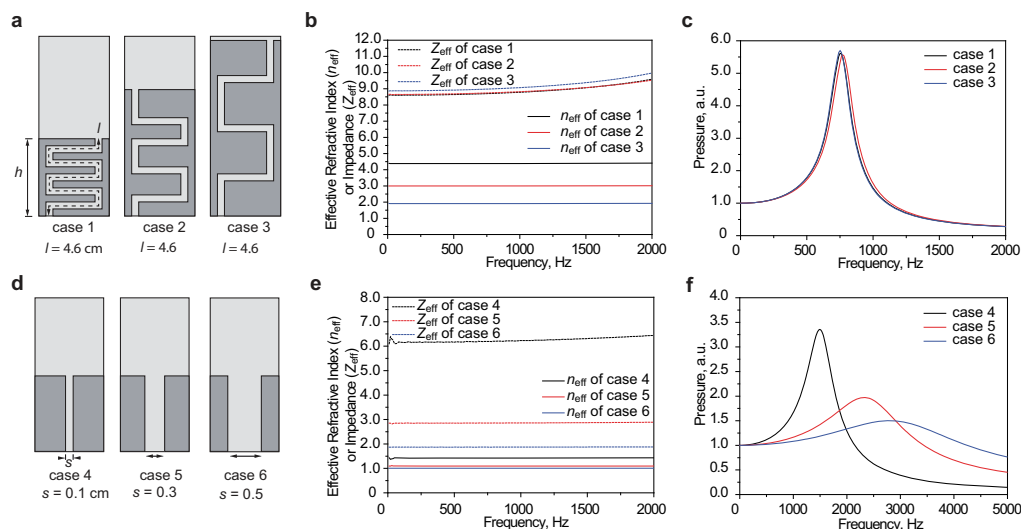 a
h
l
case 1
l = 4.6 cm
case 2
l = 4.6
case 3
l = 4.6
b
Effective Refractive Index (neff)
or Impedance (Zeff)
12.0
11.0
10.0
9.0
8.0
7.0
6.0
5.0
4.0
3.0
2.0
1.0
0.0
Zeff of case 1
Zeff of case 2
Zeff of case 3
neff of case 1
neff of case 2
neff of case 3
0 500 1000 1500 2000
Frequency, Hz
c
Pressure, a.u.
6.0
5.0
4.0
3.0
2.0
1.0
0.0
case 1
case 2
case 3
0 500 1000 1500 2000
Frequency, Hz
d
s
case 4
s = 0.1 cm
case 5
s = 0.3
case 6
s = 0.5
e
Effective Refractive Index (neff)
or Impedance (Zeff)
8.0
7.0
6.0
5.0
4.0
3.0
2.0
1.0
0.0
Zeff of case 4
Zeff of case 5
Zeff of case 6
neff of case 4
neff of case 5
neff of case 6
0 500 1000 1500 2000
Frequency, Hz
f
Pressure, a.u.
4.0
3.5
3.0
2.5
2.0
1.5
1.0
0.5
0.0
case 4
case 5
case 6
0 1000 2000 3000 4000 5000
Frequency, Hz